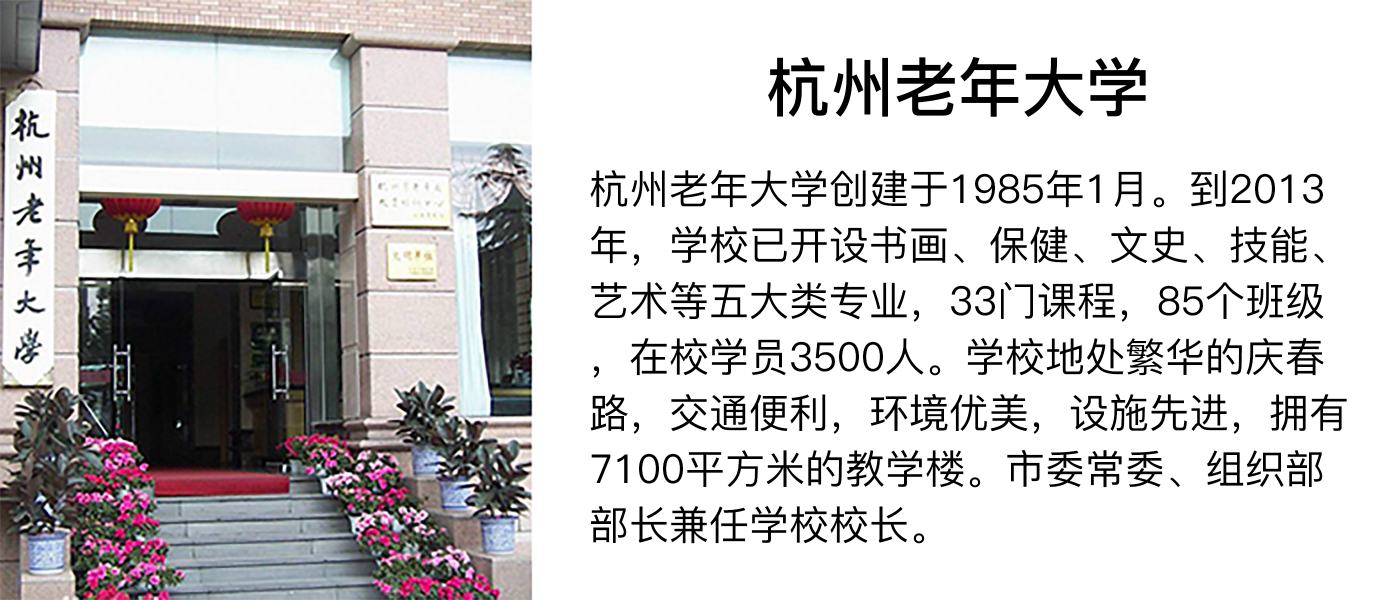 杭州老年大学
杭州老年大学
杭州老年大学创建于1985年1月。到2013
年，学校已开设书画、保健、文史、技能、
艺术等五大类专业，33门课程，85个班级
，在校学员3500人。学校地处繁华的庆春
路，交通便利，环境优美，设施先进，拥有
7100平方米的教学楼。市委常委、组织部
部长兼任学校校长。